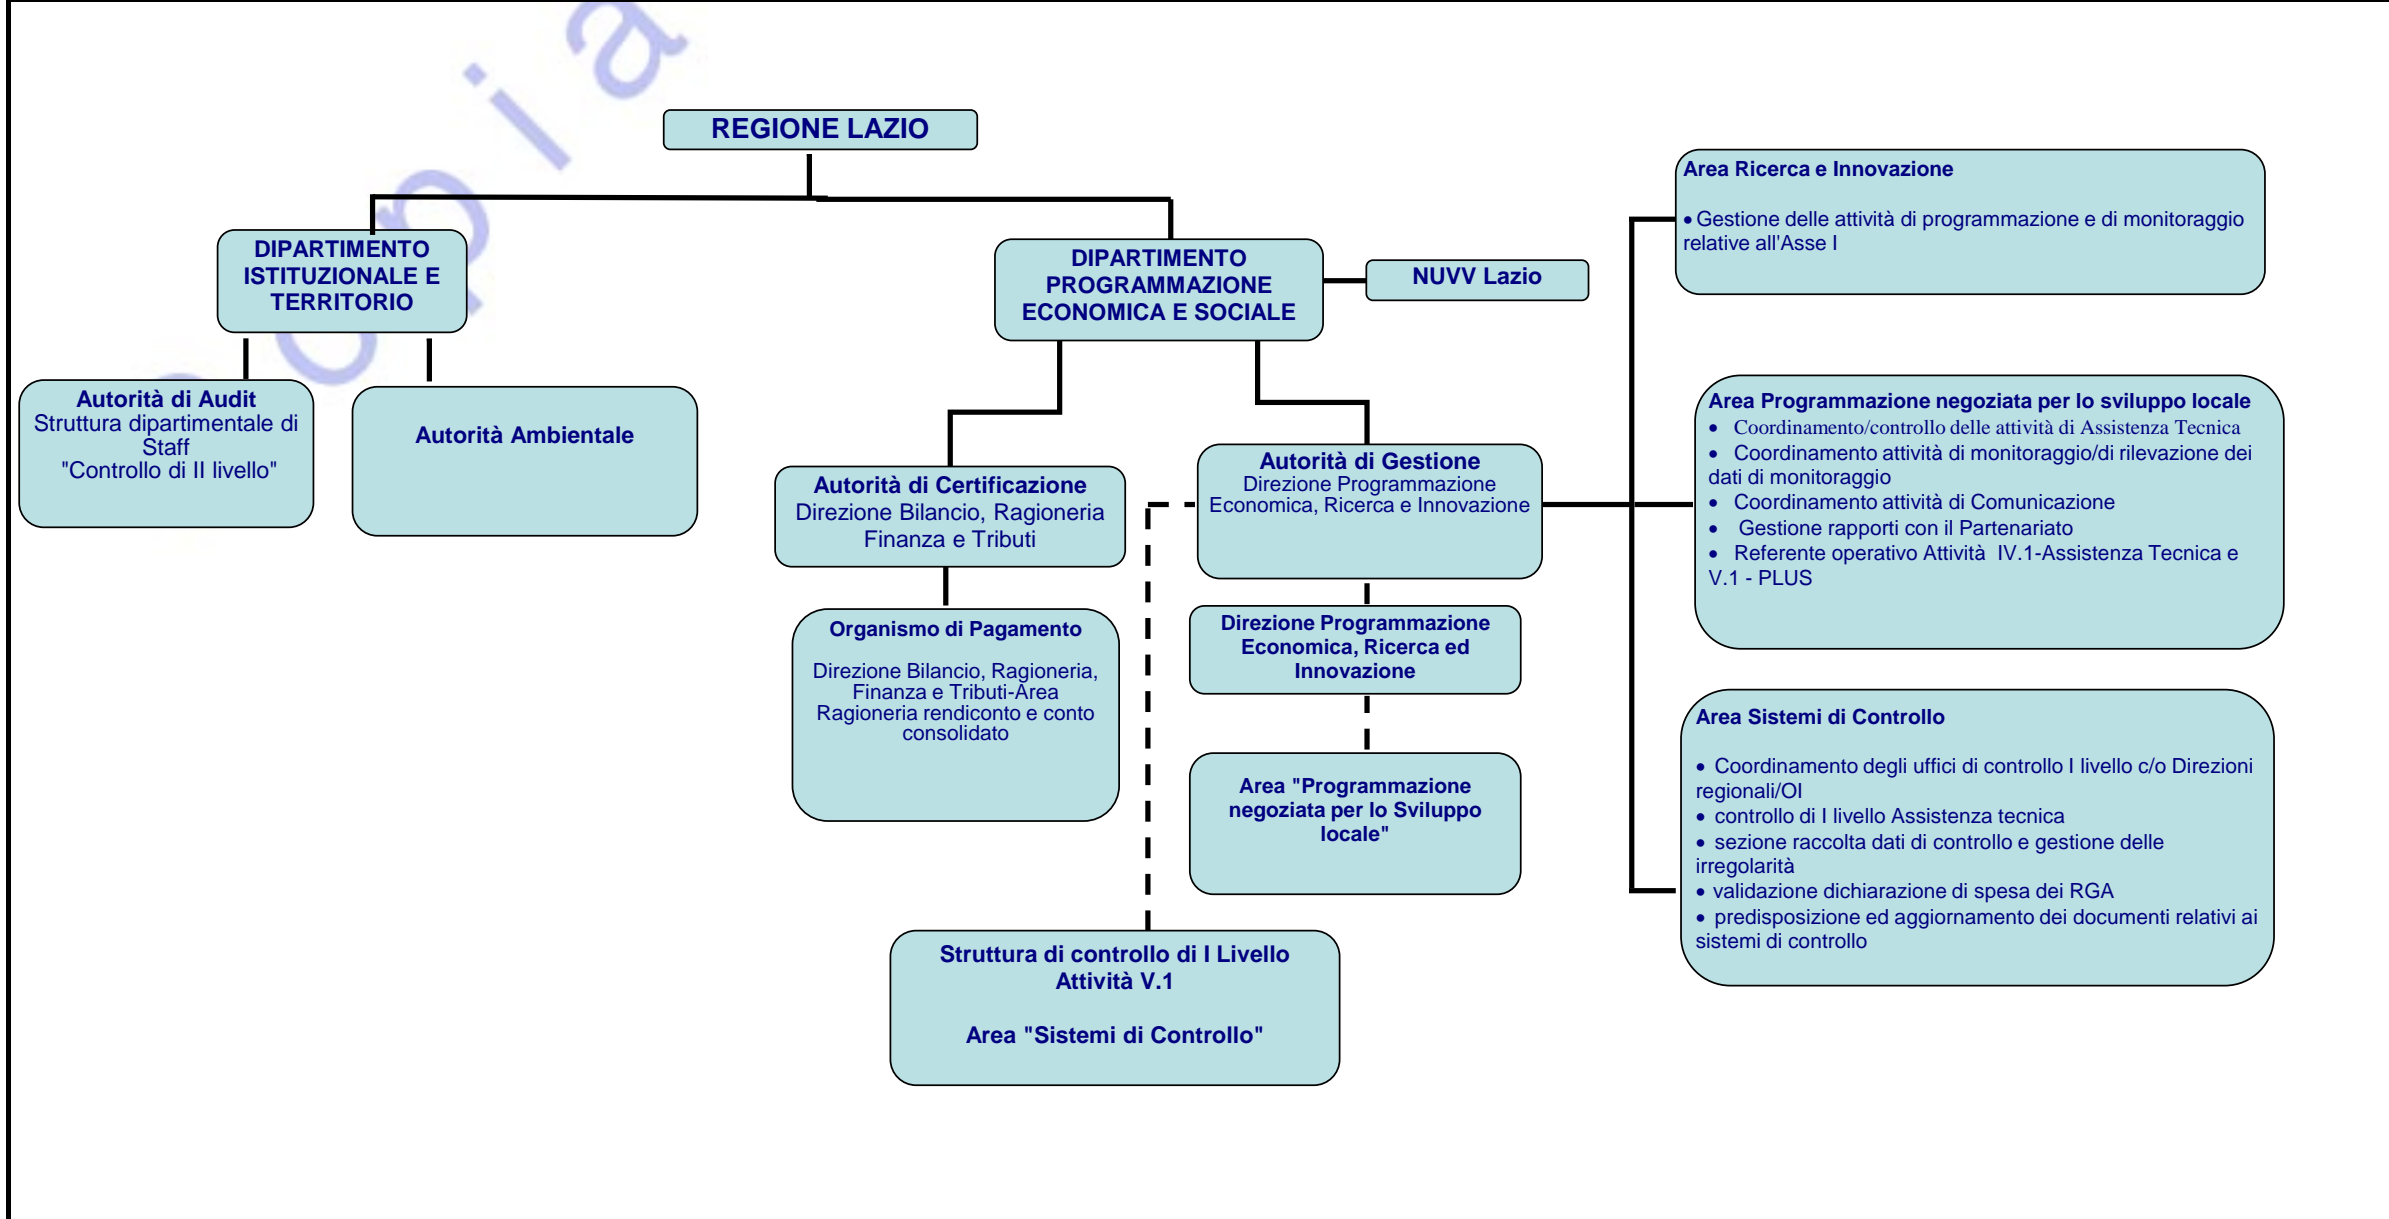 opia
REGIONE LAZIO
DIPARTIMENTO
ISTITUZIONALE E
TERRITORIO
DIPARTIMENTO
PROGRAMMAZIONE
ECONOMICA E SOCIALE
NUVV Lazio
Autorità di Audit
Struttura dipartimentale di
Staff
"Controllo di II livello"
Autorità Ambientale
Autorità di Certificazione
Direzione Bilancio, Ragioneria
Finanza e Tributi
Organismo di Pagamento
Direzione Bilancio, Ragioneria,
Finanza e Tributi-Area
Ragioneria rendiconto e conto
consolidato
Autorità di Gestione
Direzione Programmazione
Economica, Ricerca e Innovazione
Direzione Programmazione
Economica, Ricerca ed
Innovazione
Area "Programmazione
negoziata per lo Sviluppo
locale"
Struttura di controllo di I Livello
Attività V.1
Area "Sistemi di Controllo"
Area Ricerca e Innovazione
• Gestione delle attività di programmazione e di monitoraggio
relative all'Asse I
Area Programmazione negoziata per lo sviluppo locale
• Coordinamento/controllo delle attività di Assistenza Tecnica
• Coordinamento attività di monitoraggio/di rilevazione dei
dati di monitoraggio
• Coordinamento attività di Comunicazione
• Gestione rapporti con il Partenariato
• Referente operativo Attività IV.1-Assistenza Tecnica e
V.1 - PLUS
Area Sistemi di Controllo
• Coordinamento degli uffici di controllo I livello c/o Direzioni
regionali/OI
• controllo di I livello Assistenza tecnica
• sezione raccolta dati di controllo e gestione delle
irregolarità
• validazione dichiarazione di spesa dei RGA
• predisposizione ed aggiornamento dei documenti relativi ai
sistemi di controllo